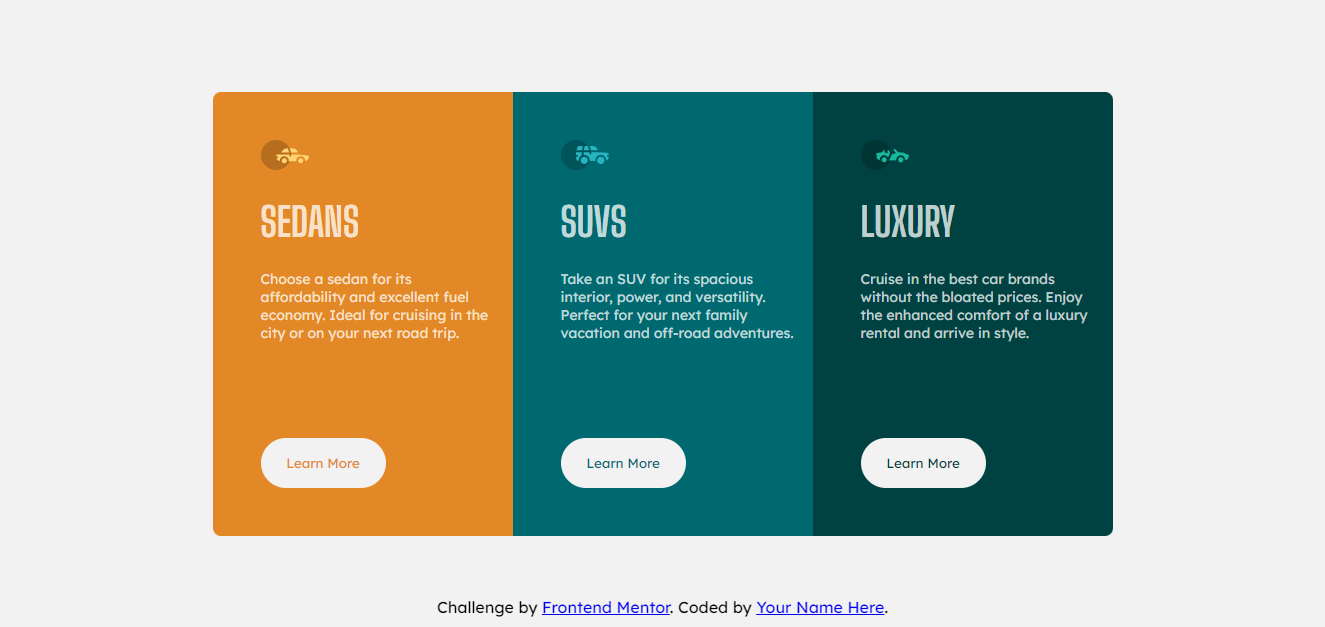 SEDANS
Choose a sedan for its
affordability and excellent fuel
economy. Ideal for cruising in the
city or on your next road trip.
Learn More
SUVS
Take an SUV for its spacious
interior, power, and versatility.
Perfect for your next family
vacation and off-road adventures.
Learn More
LUXURY
Cruise in the best car brands
without the bloated prices. Enjoy
the enhanced comfort of a luxury
rental and arrive in style.
Learn More
Challenge by Frontend Mentor. Coded by Your Name Here.